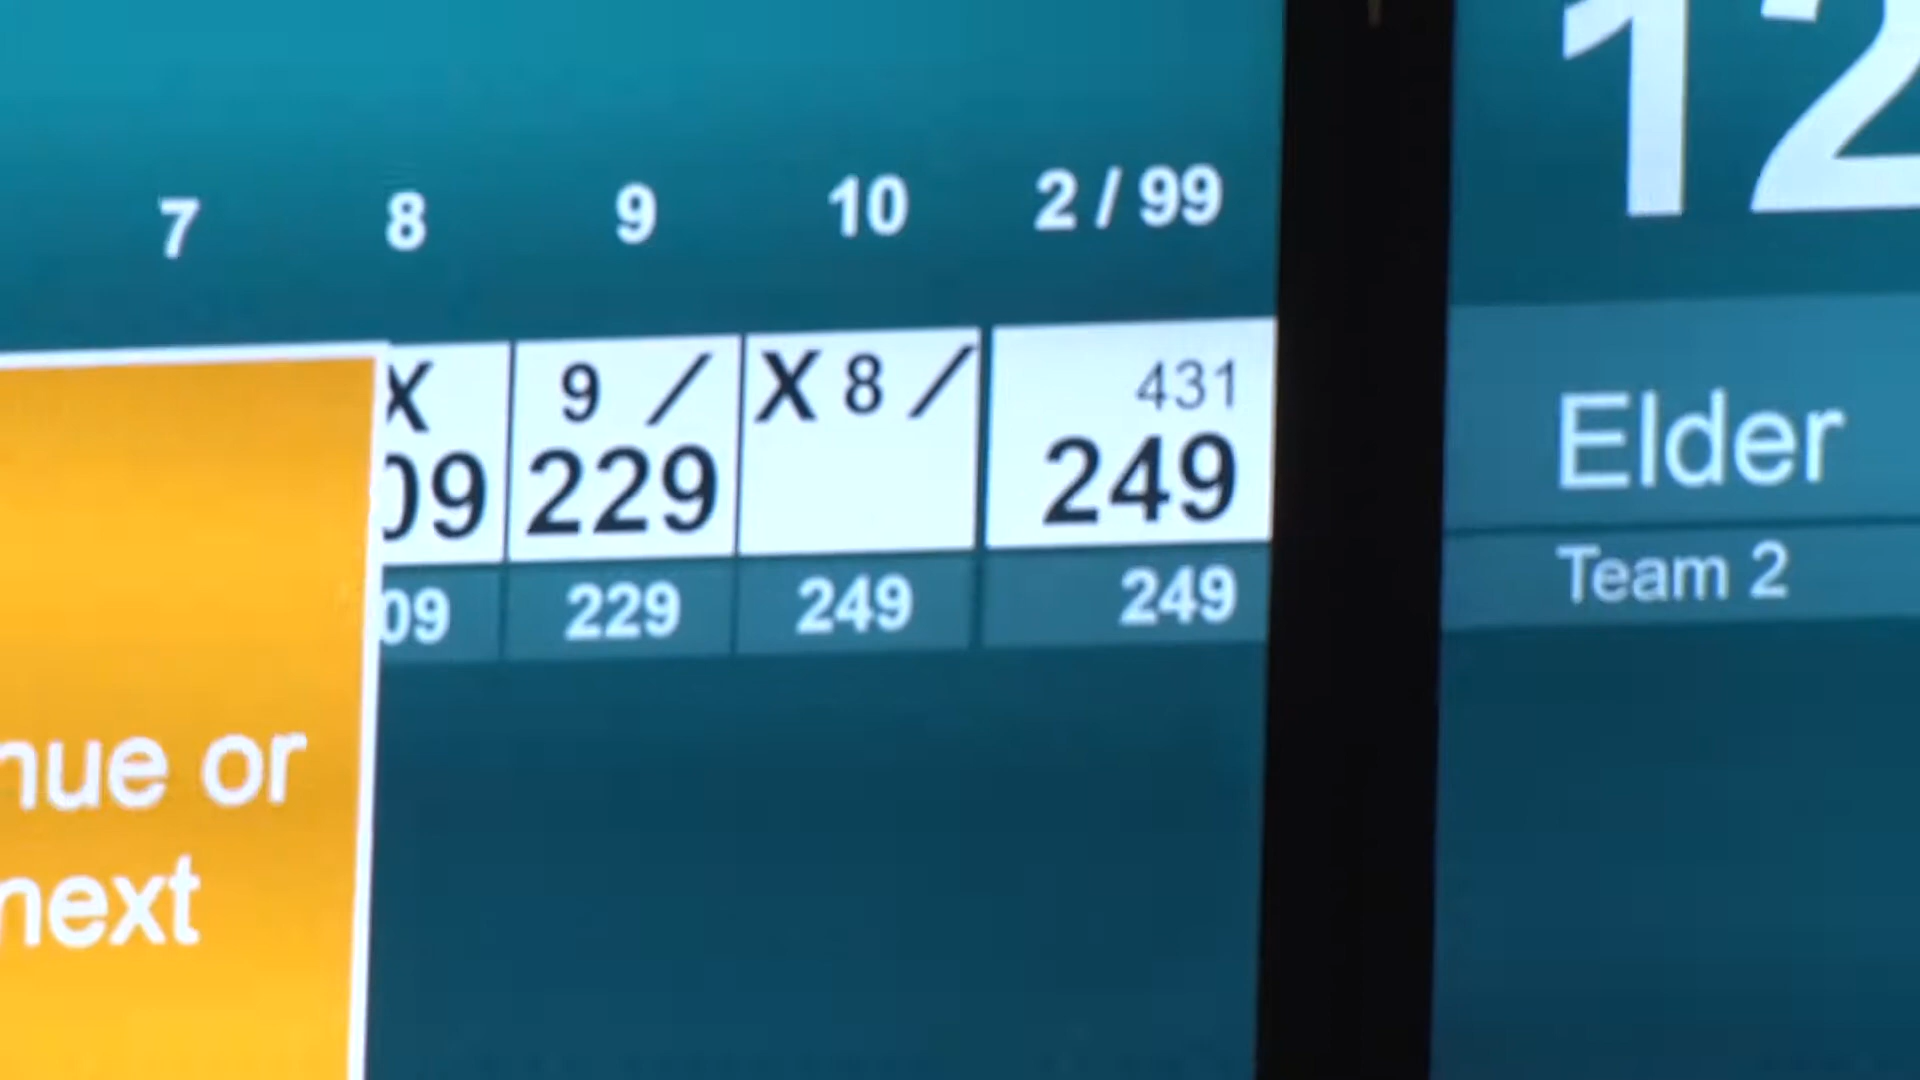 7 8 9 10 2 / 99
X 9 / X 8 / 431
09 229 249
09 229 249 249
nue or
next
12
Elder
Team 2